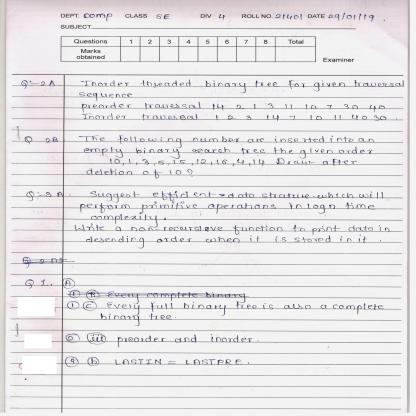 DEPT. Comp CLASS SE DIV 4 ROLL NO. 21401 DATE 29/01/19.
SUBJECT
Questions 1 2 3 4 5 6 7 8 Total
Marks obtained
Examiner
Q-2A Inorder threaded binary tree for given traversal
sequence
preorder traversal 14 2 1 3 11 10 7 30 40
Inorder traversal 1 2 3 14 7 10 11 40 30.
Q 2B The following number are inserted into an
empty binary search tree the given order
10,1,3,5,15,12,16,4,14 Draw after
deletion of 10?
Q-3A. Suggest efficient data strature which will
perform primitive operations in logn time
complexity.
Write a non recursive function to print data in
desending order when it is stored in it.
Q 1. A
1 B Every complete binary
1 C Every full binary tree is also a complete
binary tree.
iii preorder and inorder.
b LASTIN = LASTPRE.